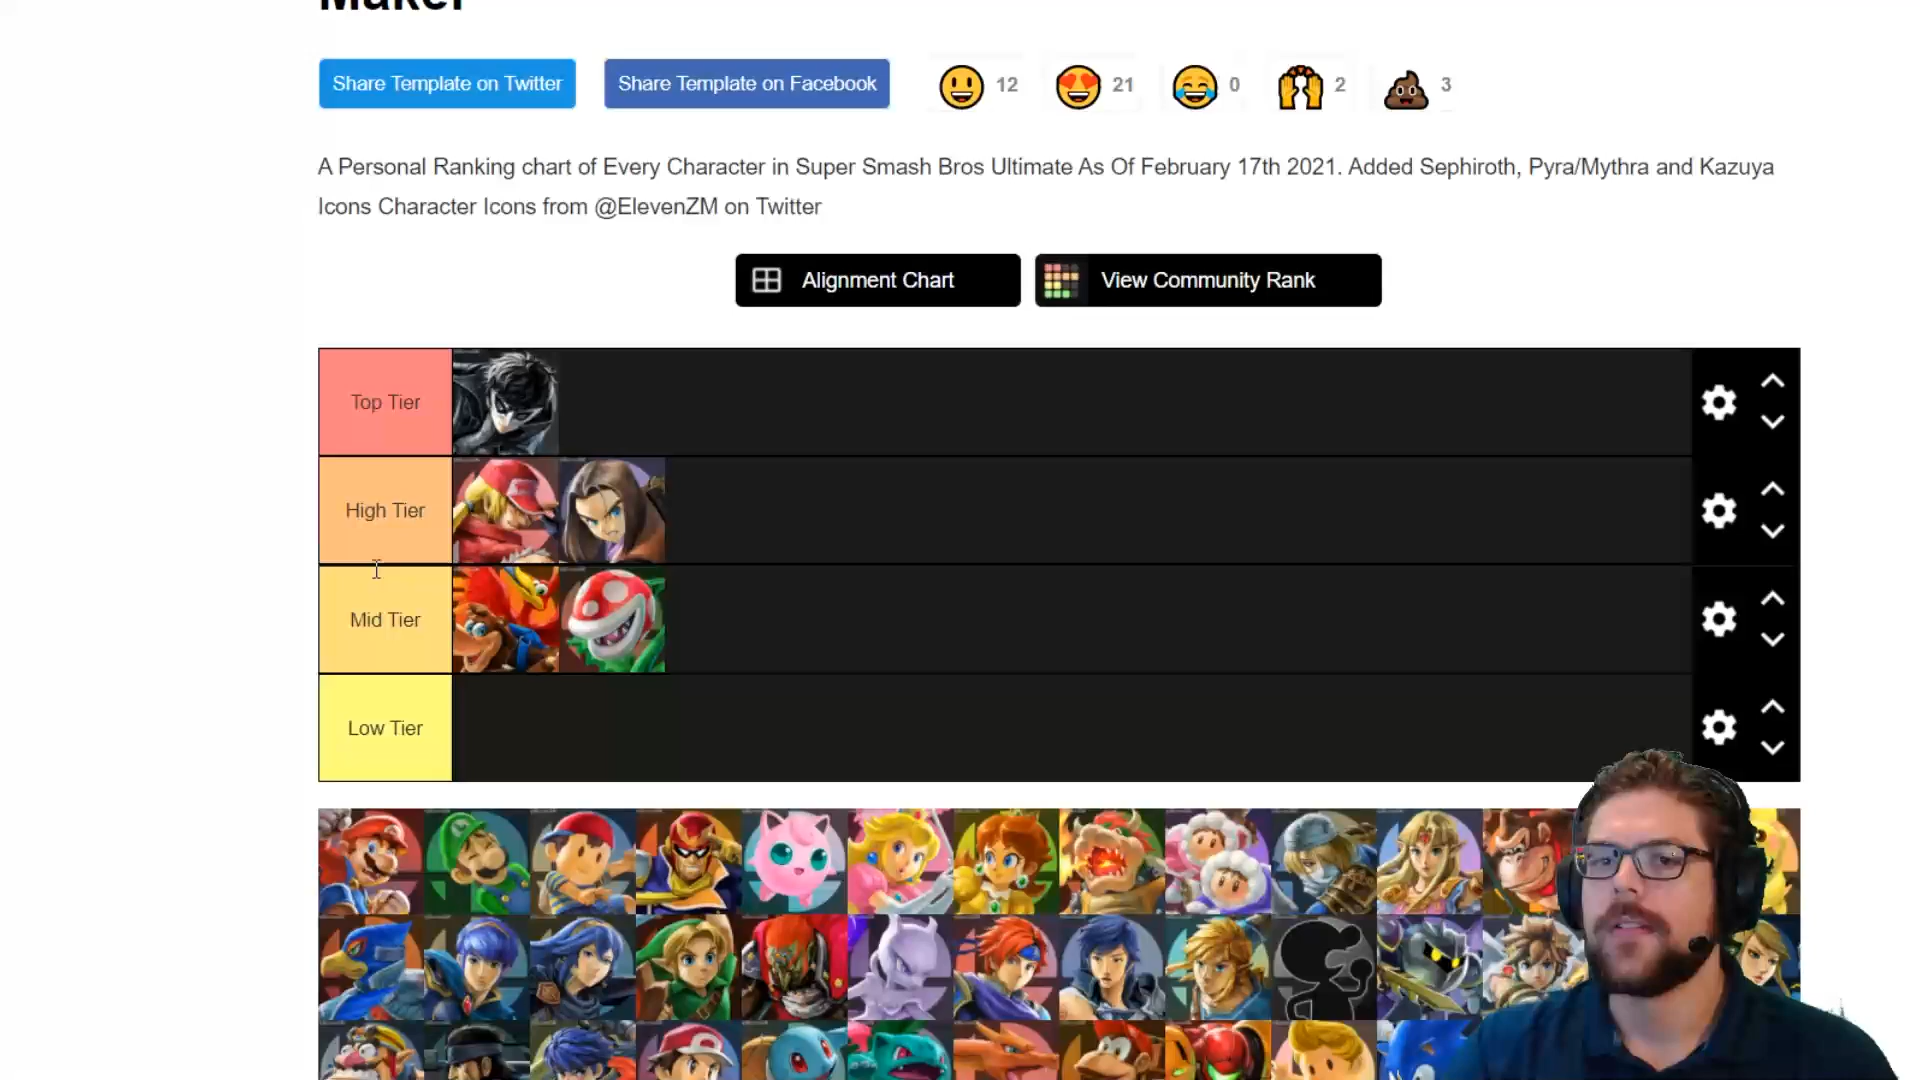 Maker
Share Template on Twitter
Share Template on Facebook
12
21
0
2
3
A Personal Ranking chart of Every Character in Super Smash Bros Ultimate As Of February 17th 2021. Added Sephiroth, Pyra/Mythra and Kazuya
Icons Character Icons from @ElevenZM on Twitter
Alignment Chart
View Community Rank
Top Tier
High Tier
Mid Tier
Low Tier